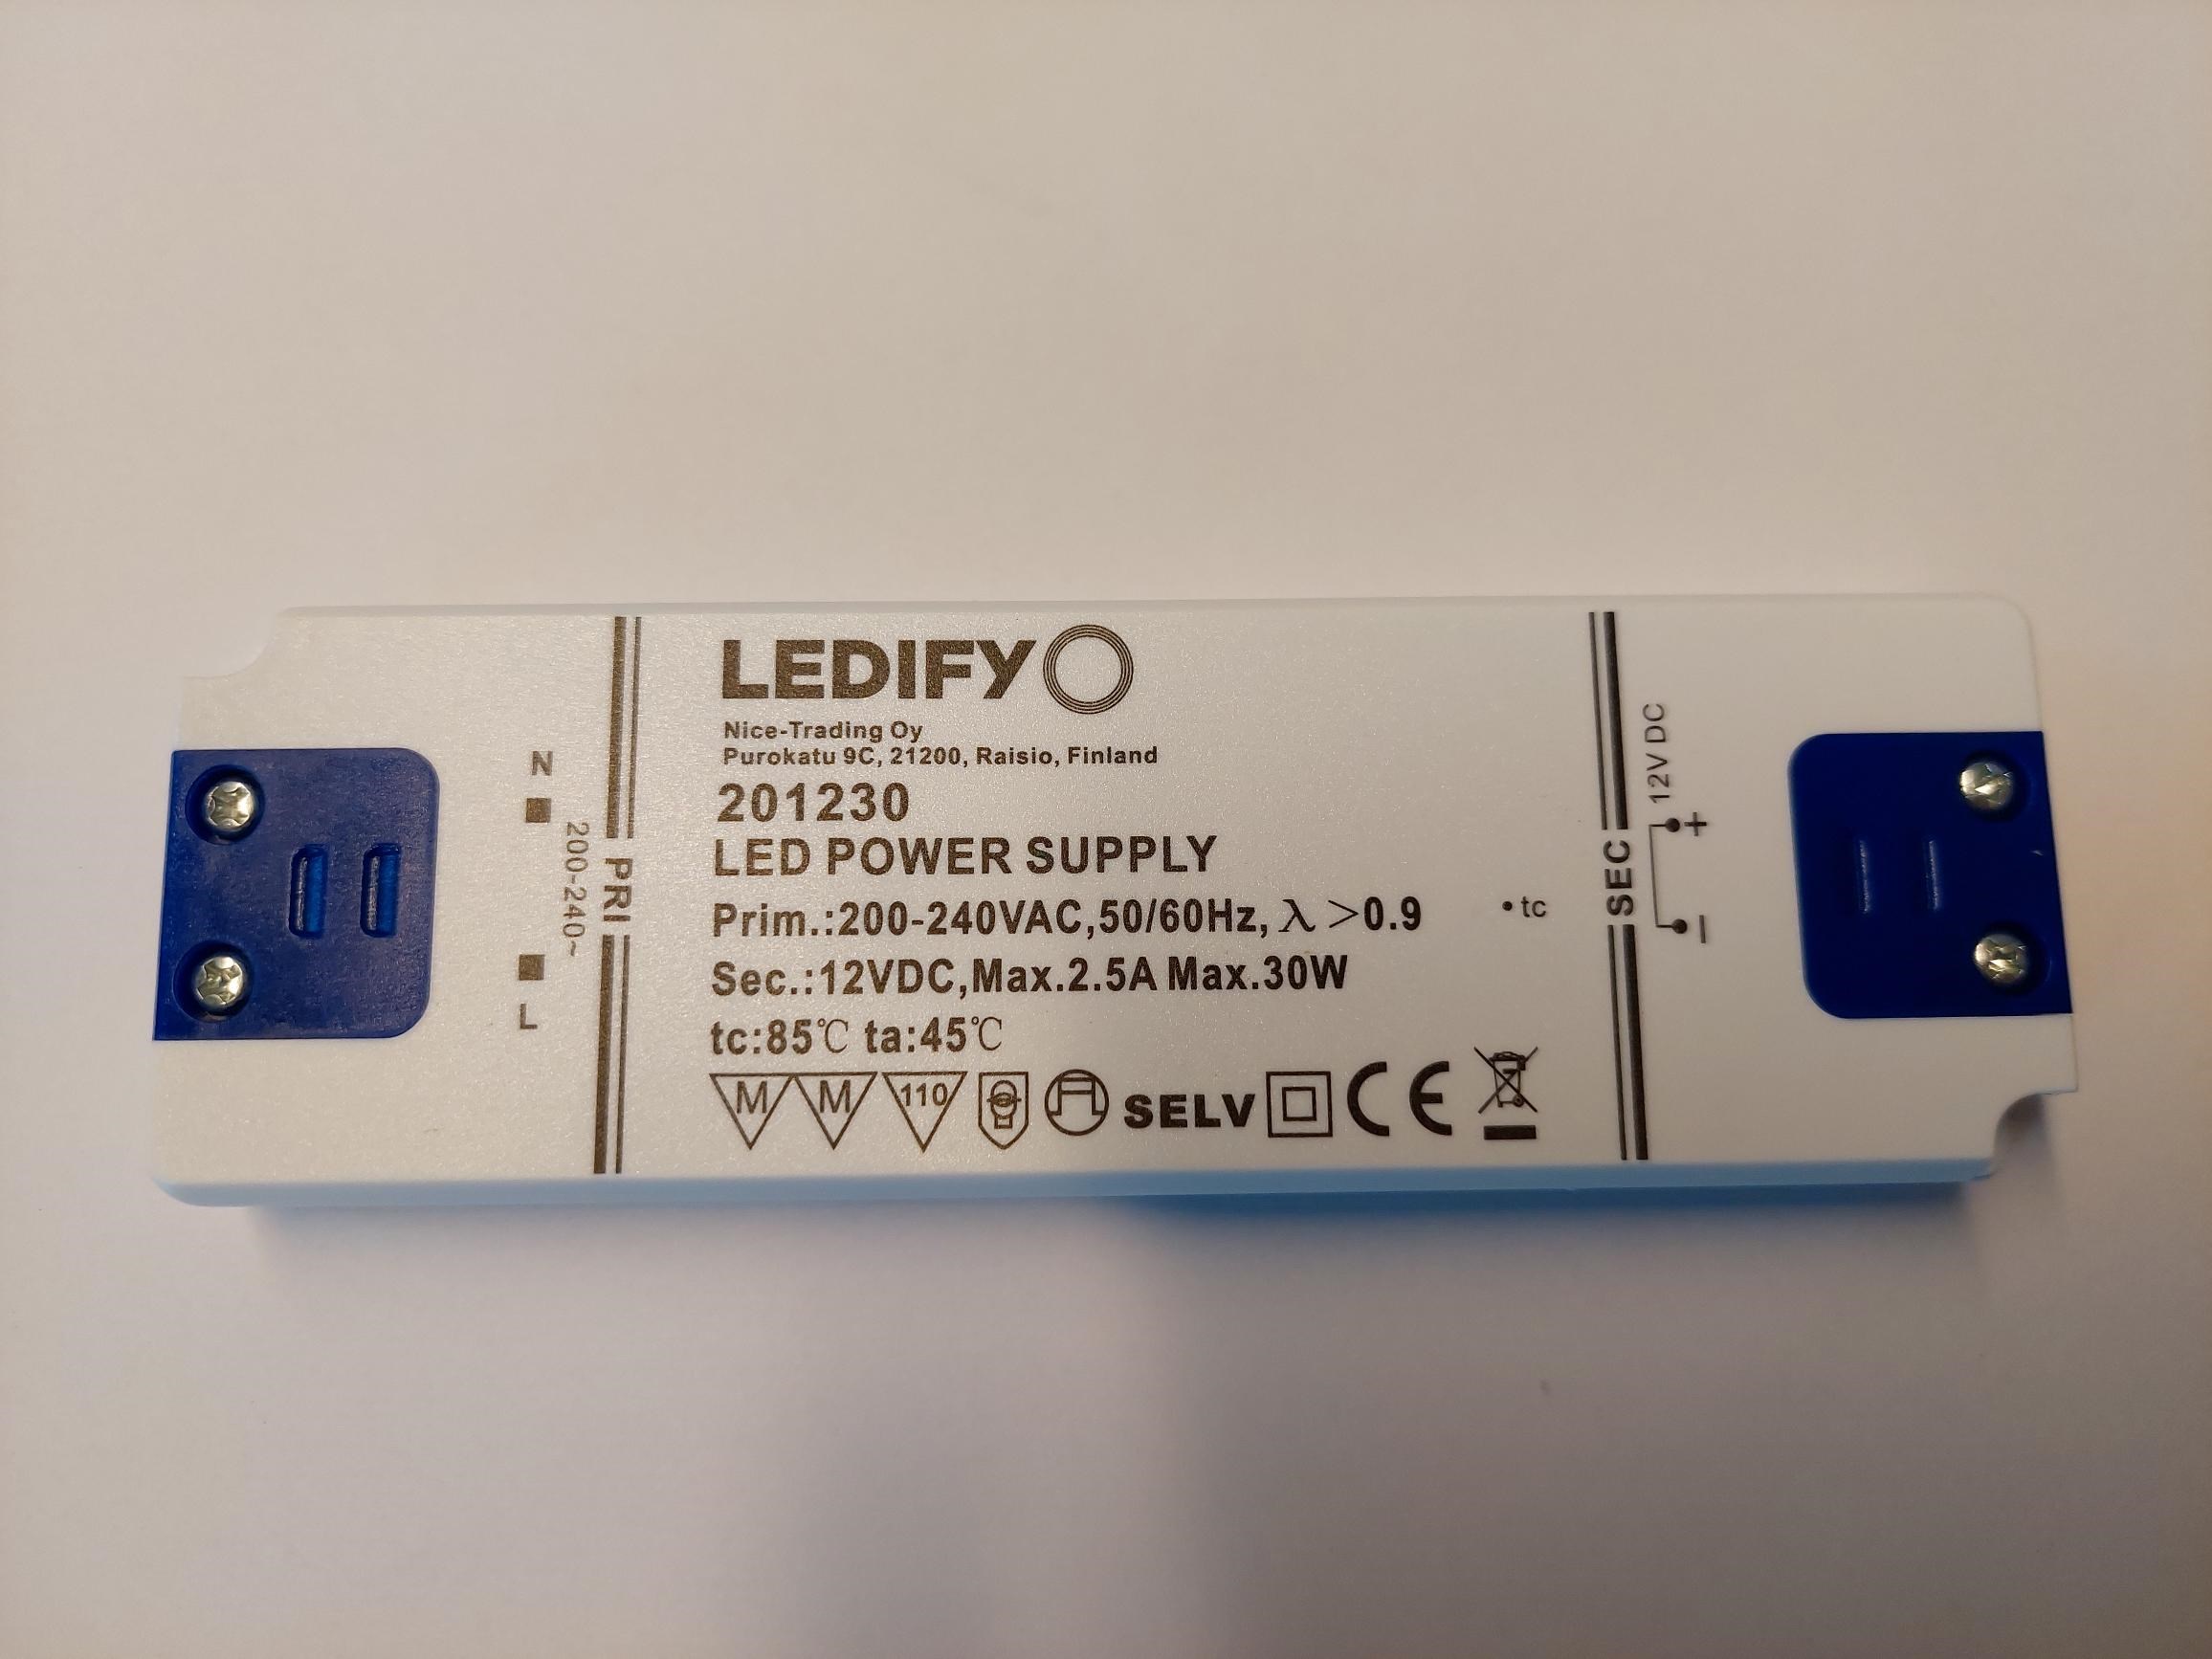 LEDIFY
Nice-Trading Oy
Purokatu 9C, 21200, Raisio, Finland
201230
LED POWER SUPPLY
Prim.:200-240VAC,50/60Hz, λ >0.9
Sec.:12VDC,Max.2.5A Max.30W
tc:85℃ ta:45℃
M M 110 SELV CE
N
L
200-240~
PRI
•tc
SEC
12V DC
+
−